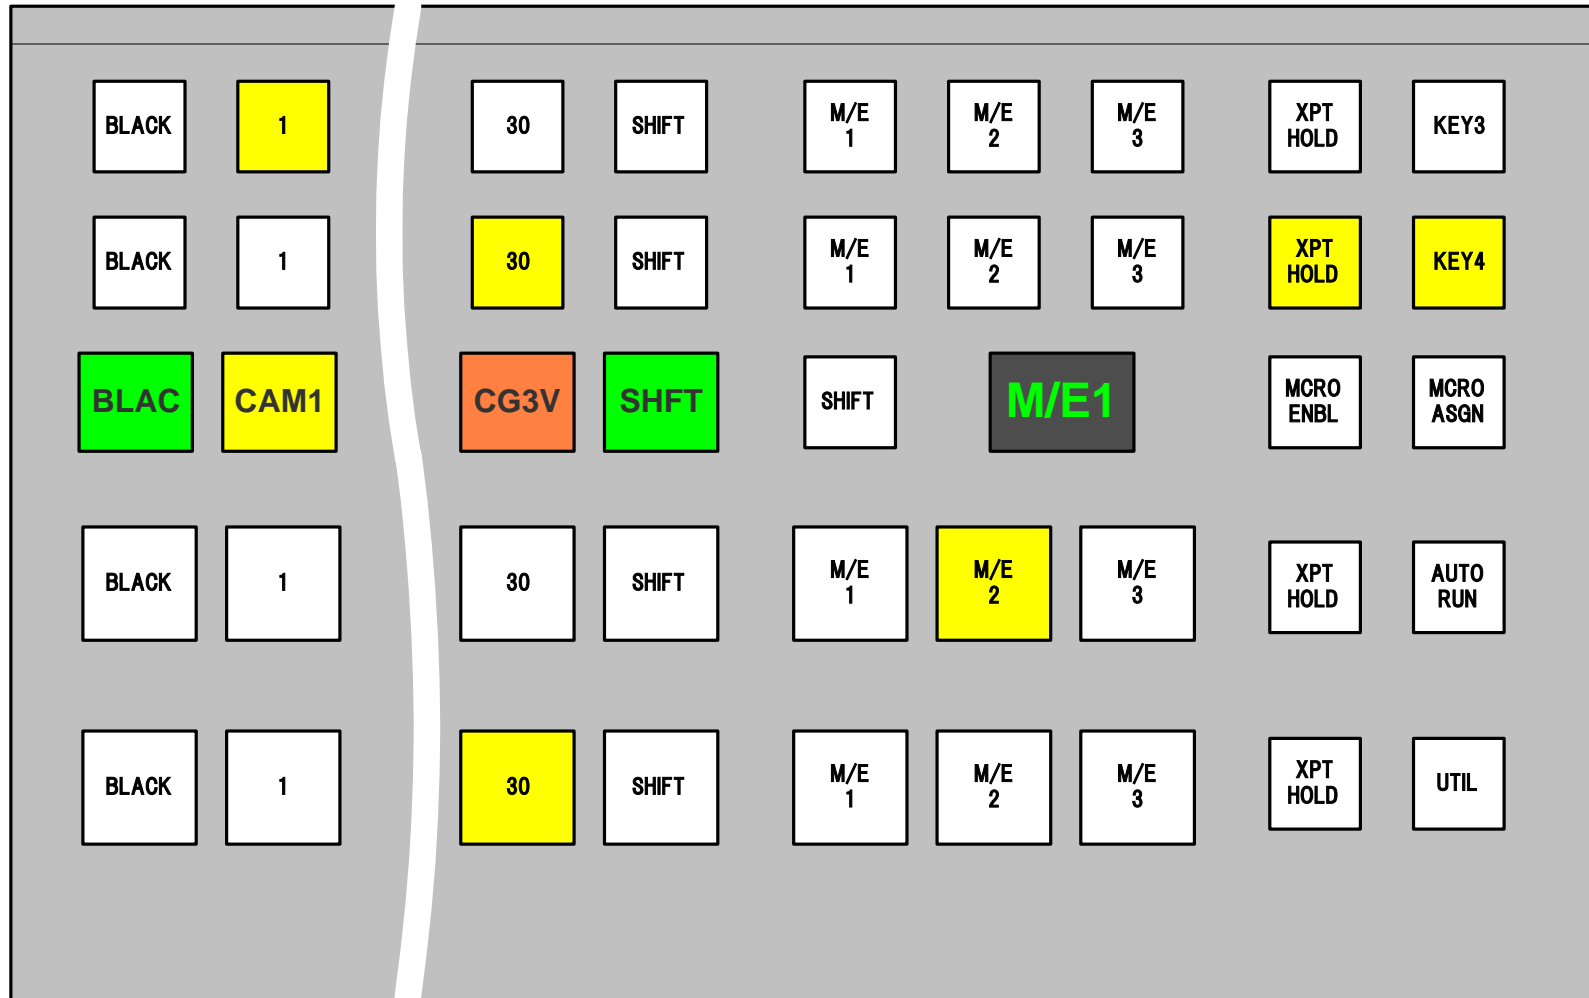 BLACK 1 30 SHIFT M/E 1 M/E 2 M/E 3 XPT HOLD KEY3
BLACK 1 30 SHIFT M/E 1 M/E 2 M/E 3 XPT HOLD KEY4
BLAC CAM1 CG3V SHFT SHIFT M/E1 MCRO ENBL MCRO ASGN
BLACK 1 30 SHIFT M/E 1 M/E 2 M/E 3 XPT HOLD AUTO RUN
BLACK 1 30 SHIFT M/E 1 M/E 2 M/E 3 XPT HOLD UTIL